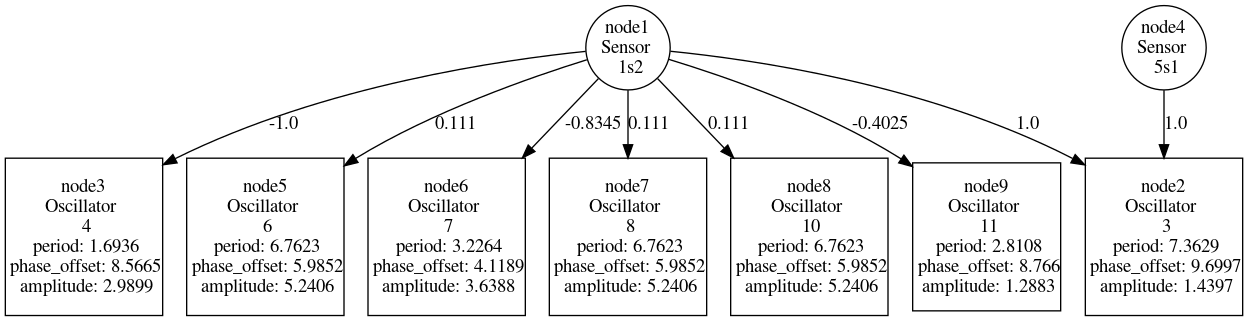 node1
Sensor
1s2
node4
Sensor
5s1
-1.0
0.111
-0.8345
0.111
0.111
-0.4025
1.0
1.0
node3
Oscillator
4
period: 1.6936
phase_offset: 8.5665
amplitude: 2.9899
node5
Oscillator
6
period: 6.7623
phase_offset: 5.9852
amplitude: 5.2406
node6
Oscillator
7
period: 3.2264
phase_offset: 4.1189
amplitude: 3.6388
node7
Oscillator
8
period: 6.7623
phase_offset: 5.9852
amplitude: 5.2406
node8
Oscillator
10
period: 6.7623
phase_offset: 5.9852
amplitude: 5.2406
node9
Oscillator
11
period: 2.8108
phase_offset: 8.766
amplitude: 1.2883
node2
Oscillator
3
period: 7.3629
phase_offset: 9.6997
amplitude: 1.4397